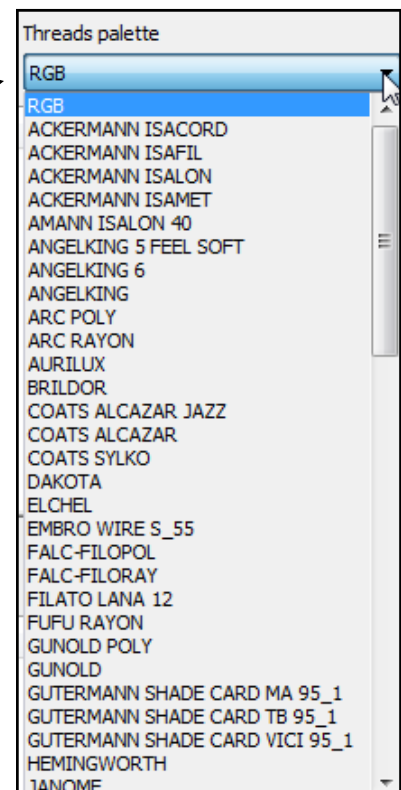 Threads palette
RGB
RGB
ACKERMANN ISACORD
ACKERMANN ISAFIL
ACKERMANN ISALON
ACKERMANN ISAMET
AMANN ISALON 40
ANGELKING 5 FEEL SOFT
ANGELKING 6
ANGELKING
ARC POLY
ARC RAYON
AURILUX
BRILDOR
COATS ALCAZAR JAZZ
COATS ALCAZAR
COATS SYLKO
DAKOTA
ELCHEL
EMBRO WIRE S_55
FALC-FILOPOL
FALC-FILORAY
FILATO LANA 12
FUFU RAYON
GUNOLD POLY
GUNOLD
GUTERMANN SHADE CARD MA 95_1
GUTERMANN SHADE CARD TB 95_1
GUTERMANN SHADE CARD VICI 95_1
HEMINGWORTH
JANOME